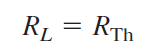 R_L = R_Th